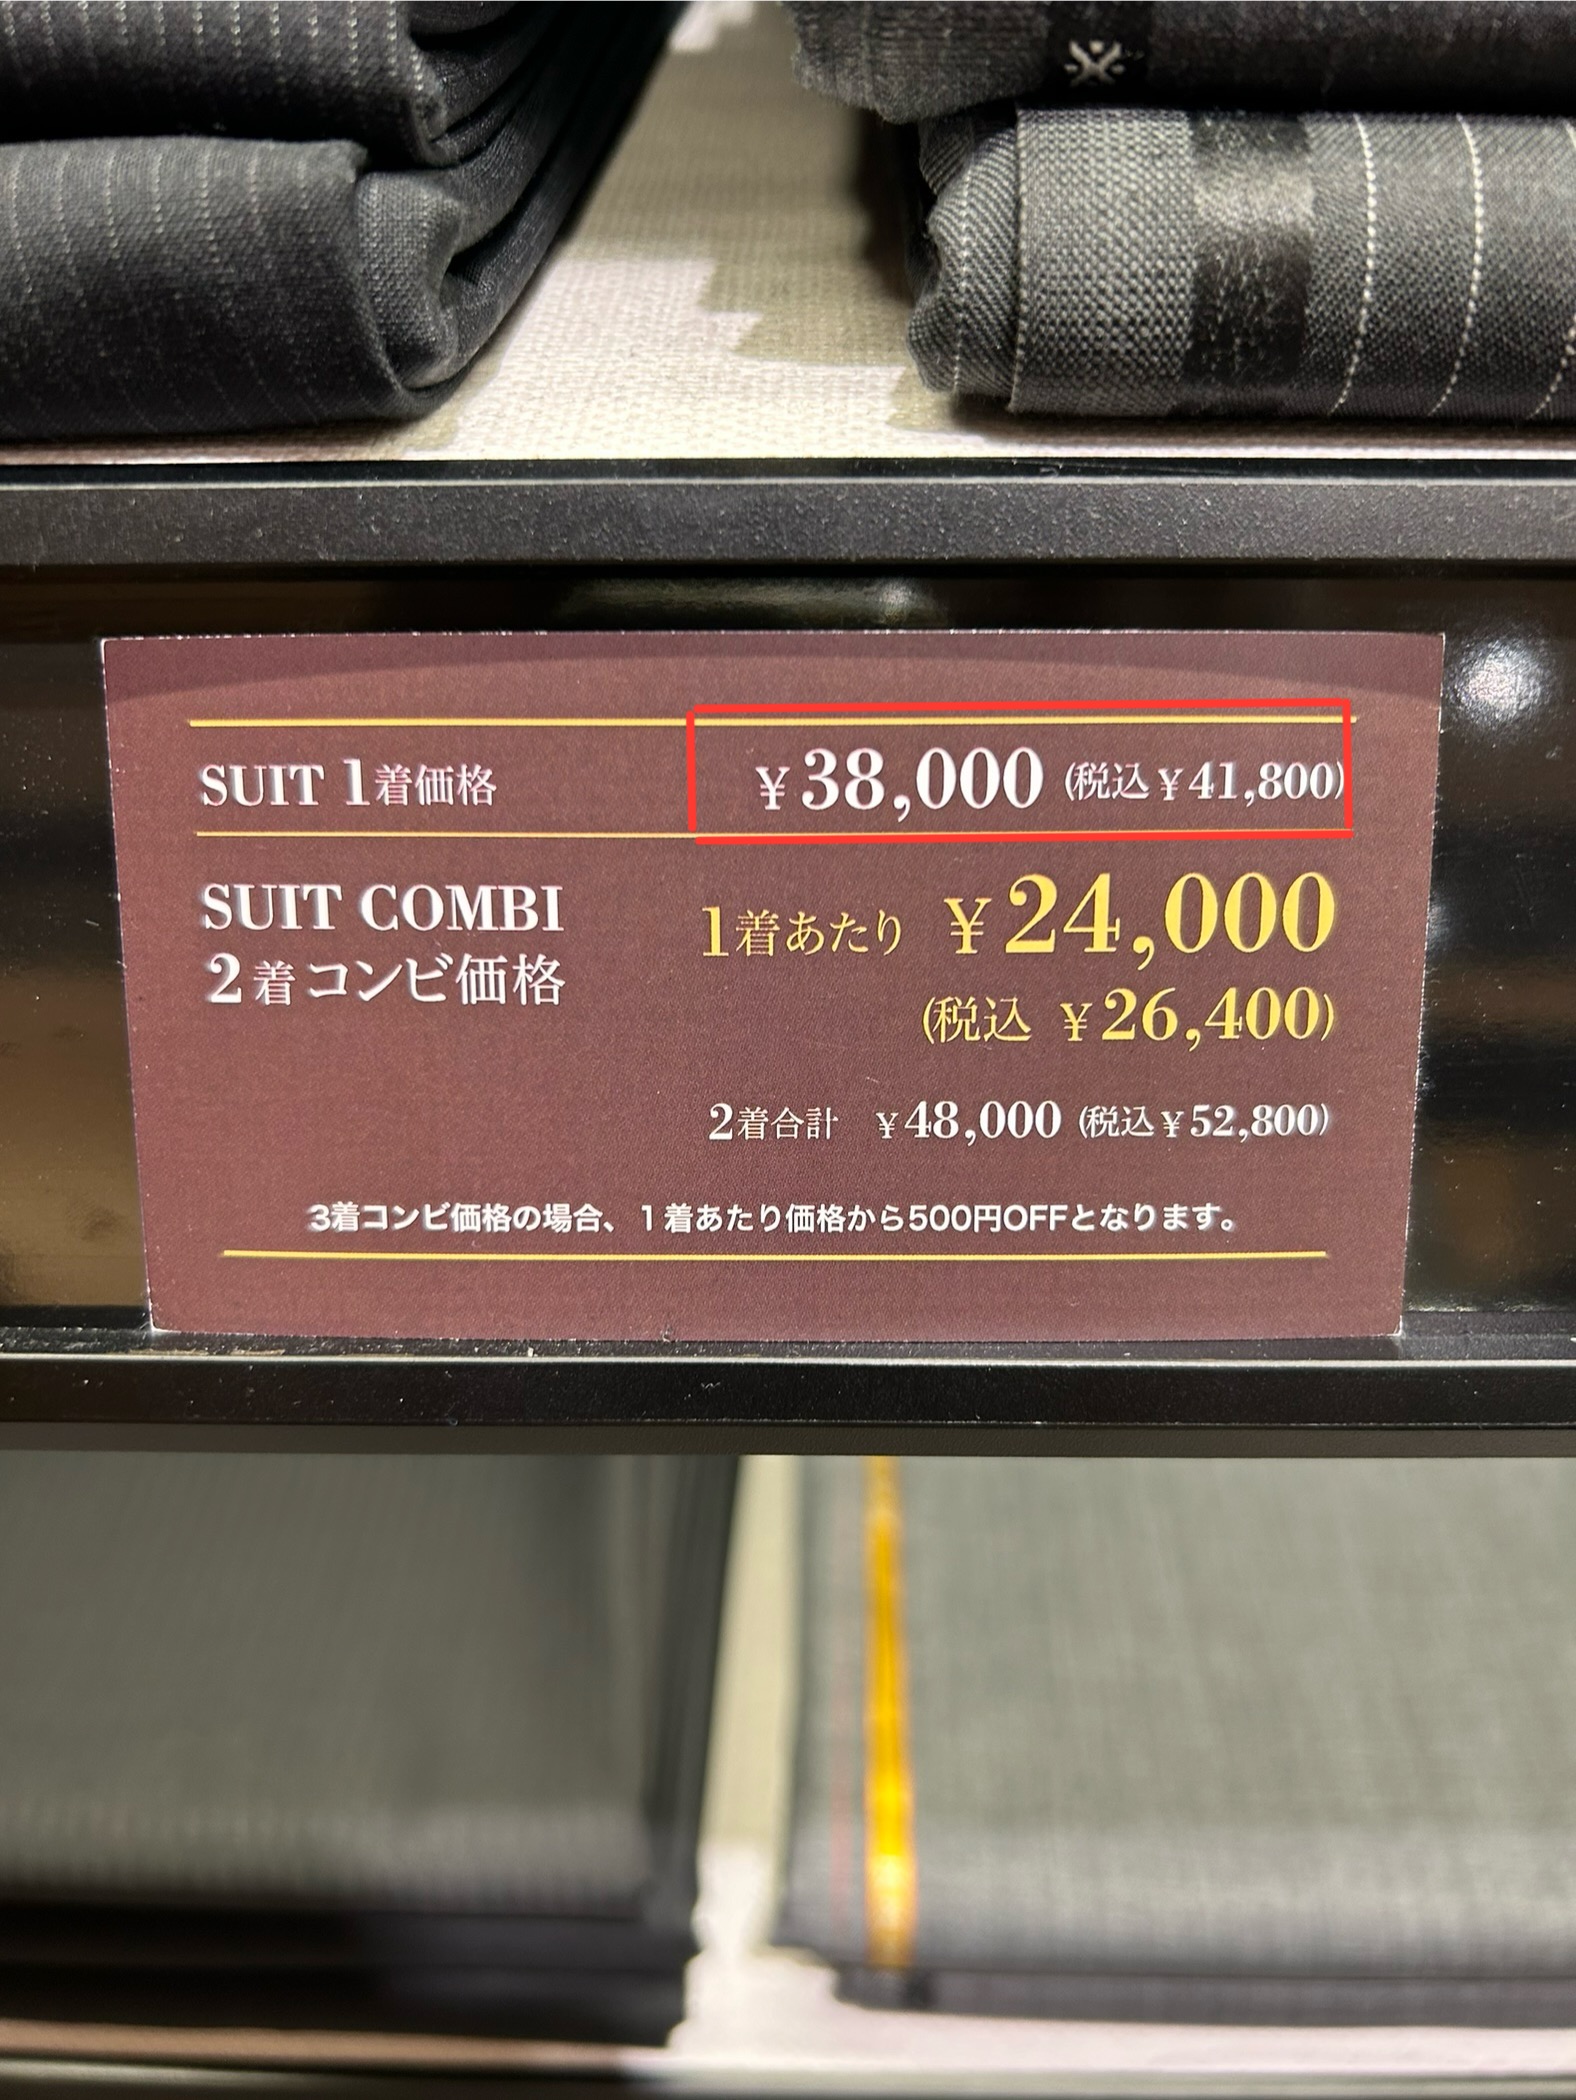 SUIT 1着価格 ¥38,000 (税込¥41,800)
SUIT COMBI
2着コンビ価格
1着あたり ¥24,000
(税込 ¥26,400)
2着合計 ¥48,000 (税込¥52,800)
3着コンビ価格の場合、1着あたり価格から500円OFFとなります。